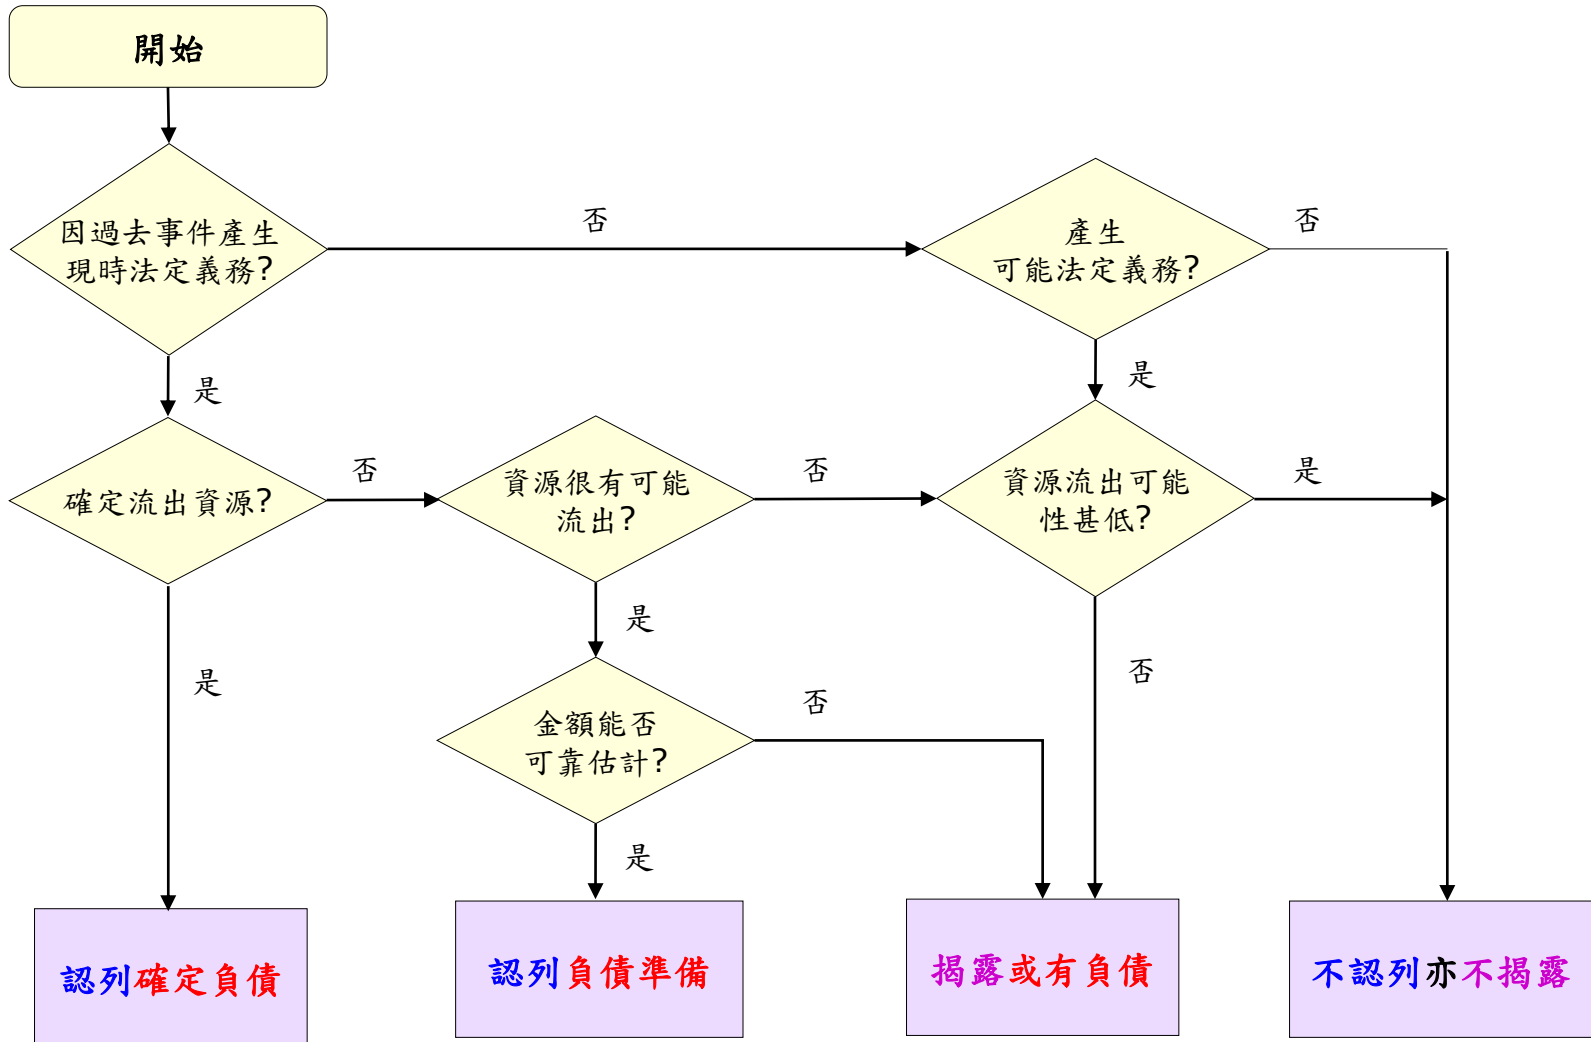 開始
因過去事件產生
現時法定義務?
否
產生
可能法定義務?
否
是
是
確定流出資源?
否
資源很有可能
流出?
否
資源流出可能
性甚低?
是
是
是
否
金額能否
可靠估計?
否
是
認列確定負債
認列負債準備
揭露或有負債
不認列亦不揭露